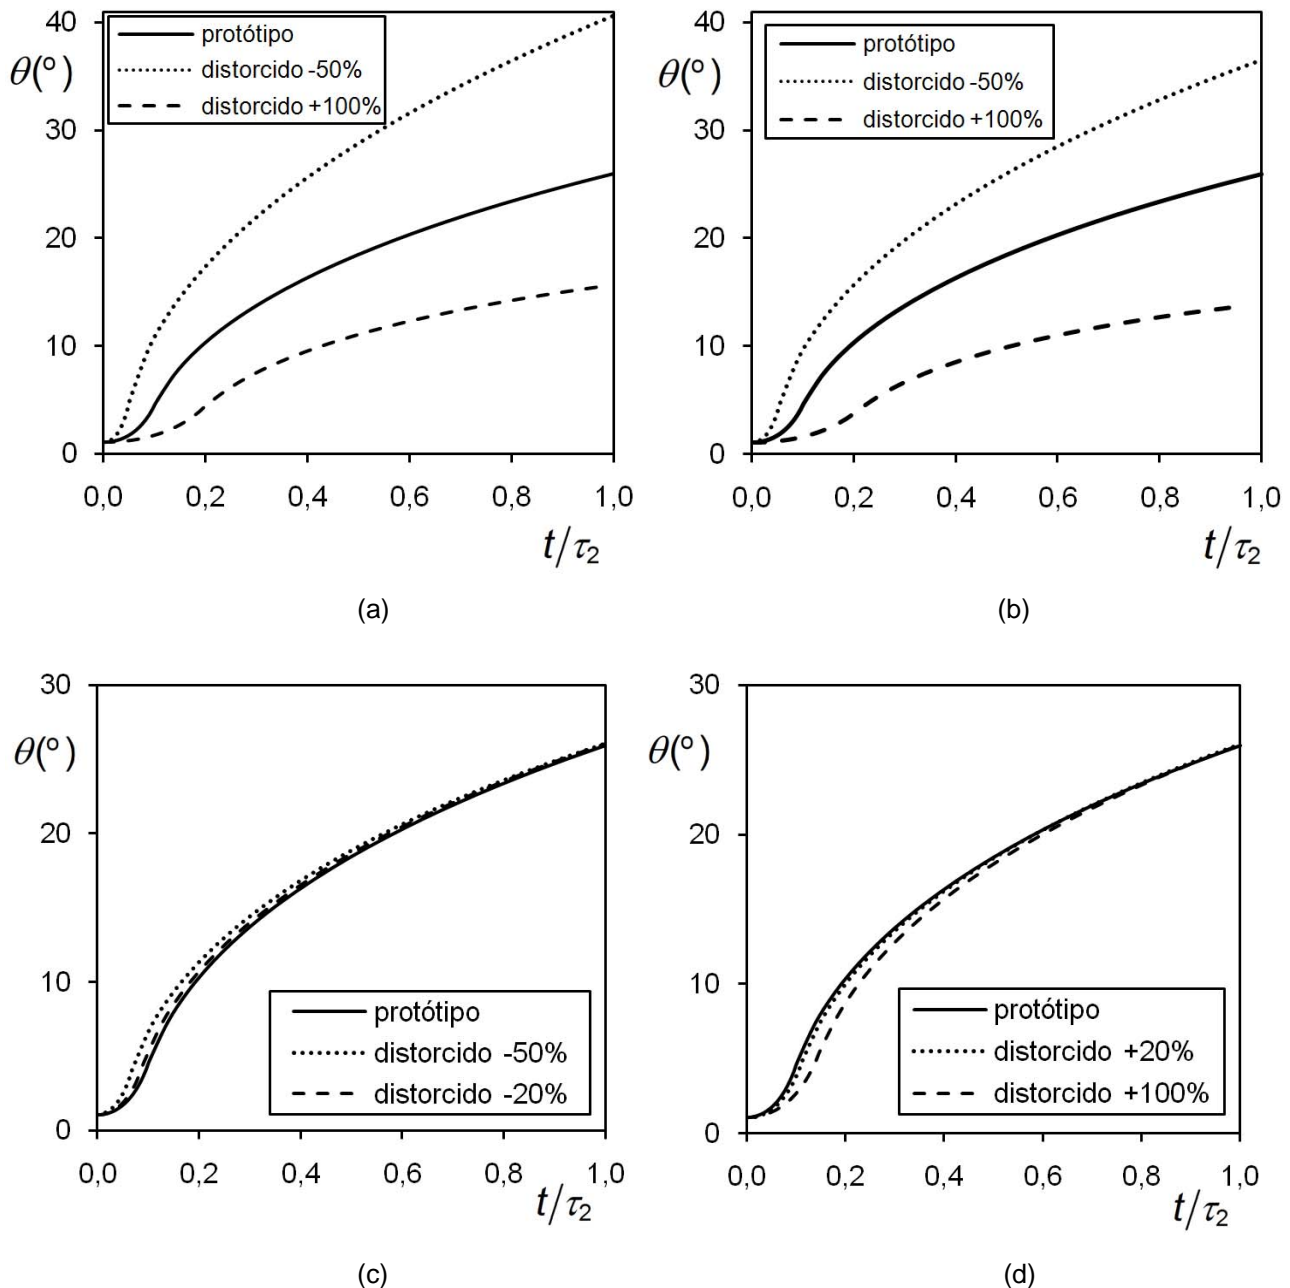 40
θ(º)
30
20
10
0
protótipo
distorcido -50%
distorcido +100%
0,0 0,2 0,4 0,6 0,8 1,0
t/τ2
(a)
40
θ(º)
30
20
10
0
protótipo
distorcido -50%
distorcido +100%
0,0 0,2 0,4 0,6 0,8 1,0
t/τ2
(b)
30
θ(º)
20
10
0
protótipo
distorcido -50%
distorcido -20%
0,0 0,2 0,4 0,6 0,8 1,0
t/τ2
(c)
30
θ(º)
20
10
0
protótipo
distorcido +20%
distorcido +100%
0,0 0,2 0,4 0,6 0,8 1,0
t/τ2
(d)